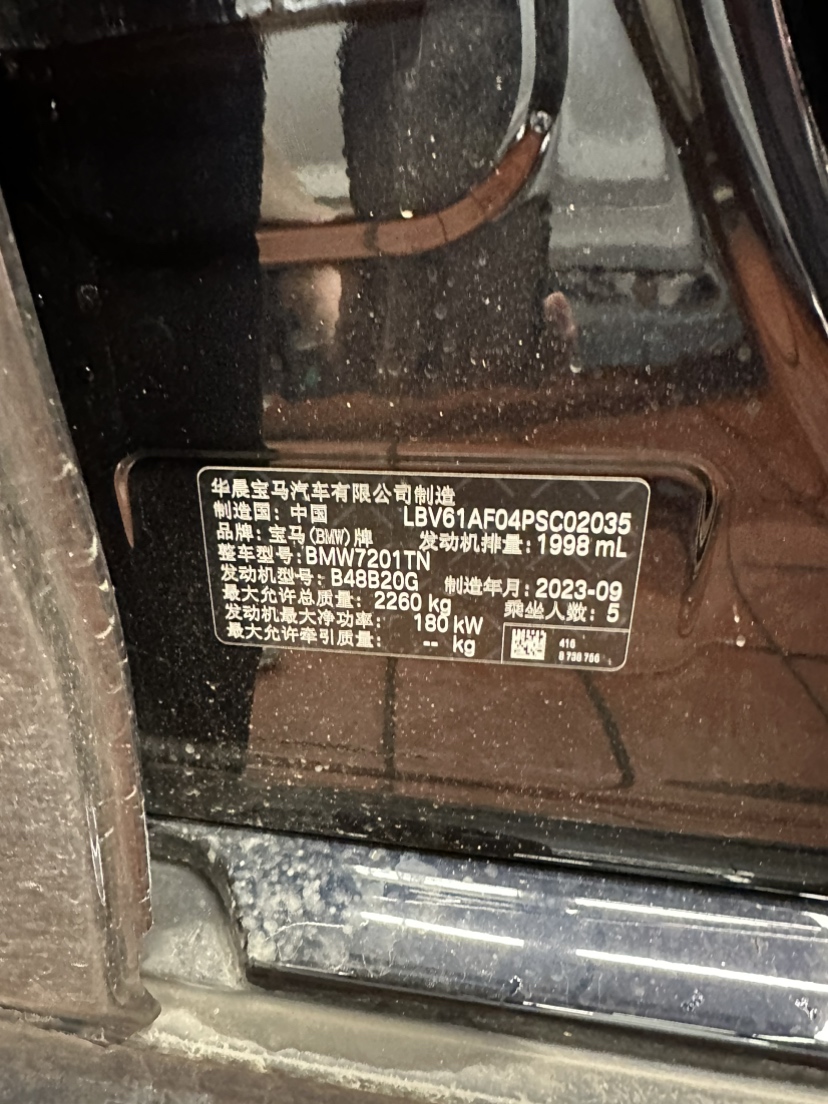 华晨宝马汽车有限公司制造
制造国: 中国 LBV61AF04PSC02035
品牌: 宝马(BMW)牌 发动机排量: 1998 mL
整车型号: BMW7201TN
发动机型号: B48B20G 制造年月: 2023-09
最大允许总质量: 2260 kg 乘坐人数: 5
发动机最大净功率: 180 kW
最大允许牵引质量: -- kg
416
8 798 756